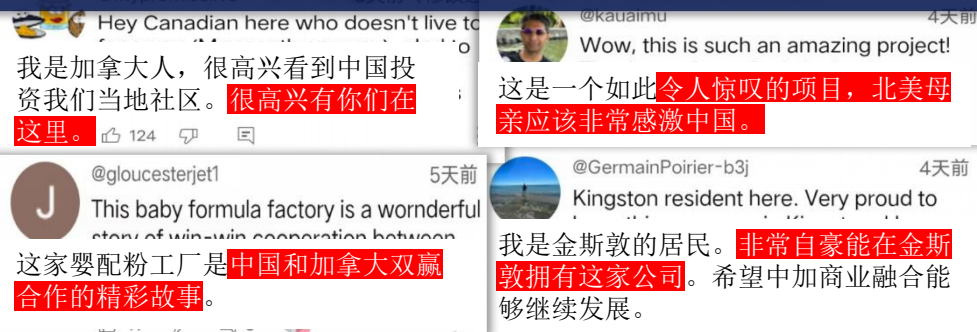 Hey Canadian here who doesn't live to
我是加拿大人，很高兴看到中国投
资我们当地社区。很高兴有你们在
这里。 124
@kauaimu 4天前
Wow, this is such an amazing project!
这是一个如此令人惊叹的项目，北美母
亲应该非常感激中国。
@gloucesterjet1 5天前
This baby formula factory is a wornderful
story of win-win cooperation between
这家婴配粉工厂是中国和加拿大双赢
合作的精彩故事。
@GermainPoirier-b3j 4天前
Kingston resident here. Very proud to
我是金斯敦的居民。非常自豪能在金斯
敦拥有这家公司。希望中加商业融合能
够继续发展。